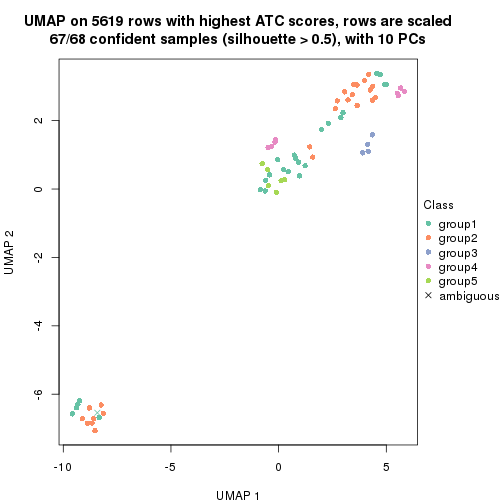 UMAP on 5619 rows with highest ATC scores, rows are scaled
67/68 confident samples (silhouette > 0.5), with 10 PCs
2
0
-2
-4
-6
UMAP 2
-10
-5
0
5
UMAP 1
Class
group1
group2
group3
group4
group5
ambiguous